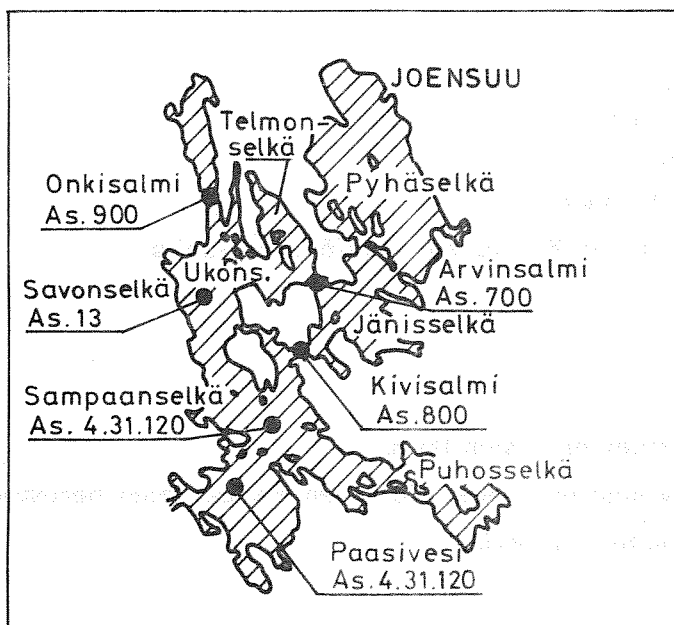 JOENSUU
Telmon-
selkä
Onkisalmi
As. 900
Pyhäselkä
Arvinsalmi
As. 700
Ukons.
Savonselkä
As. 13
Jänisselkä
Sampaanselkä
As. 4.31.120
Kivisalmi
As. 800
Puhosselkä
Paasivesi
As. 4.31.120